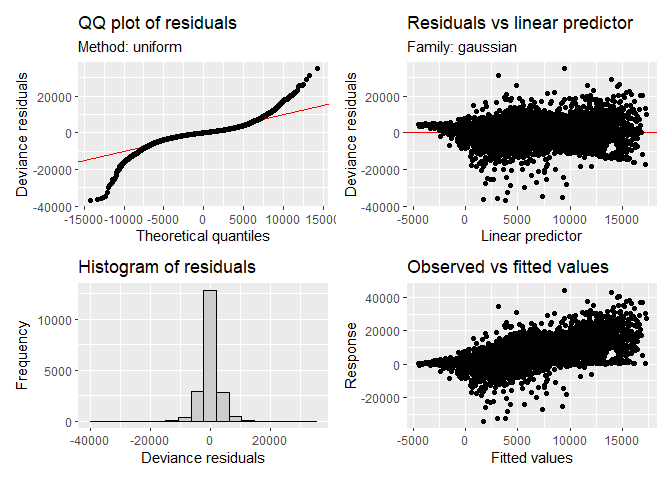 QQ plot of residuals
Method: uniform
Deviance residuals
20000
0
-20000
-40000
-15000 -10000 -5000 0 5000 10000 15000
Theoretical quantiles
Residuals vs linear predictor
Family: gaussian
Deviance residuals
20000
0
-20000
-40000
-5000 0 5000 10000 15000
Linear predictor
Histogram of residuals
Frequency
10000
5000
0
-40000 -20000 0 20000
Deviance residuals
Observed vs fitted values
Response
40000
20000
0
-20000
-5000 0 5000 10000 15000
Fitted values